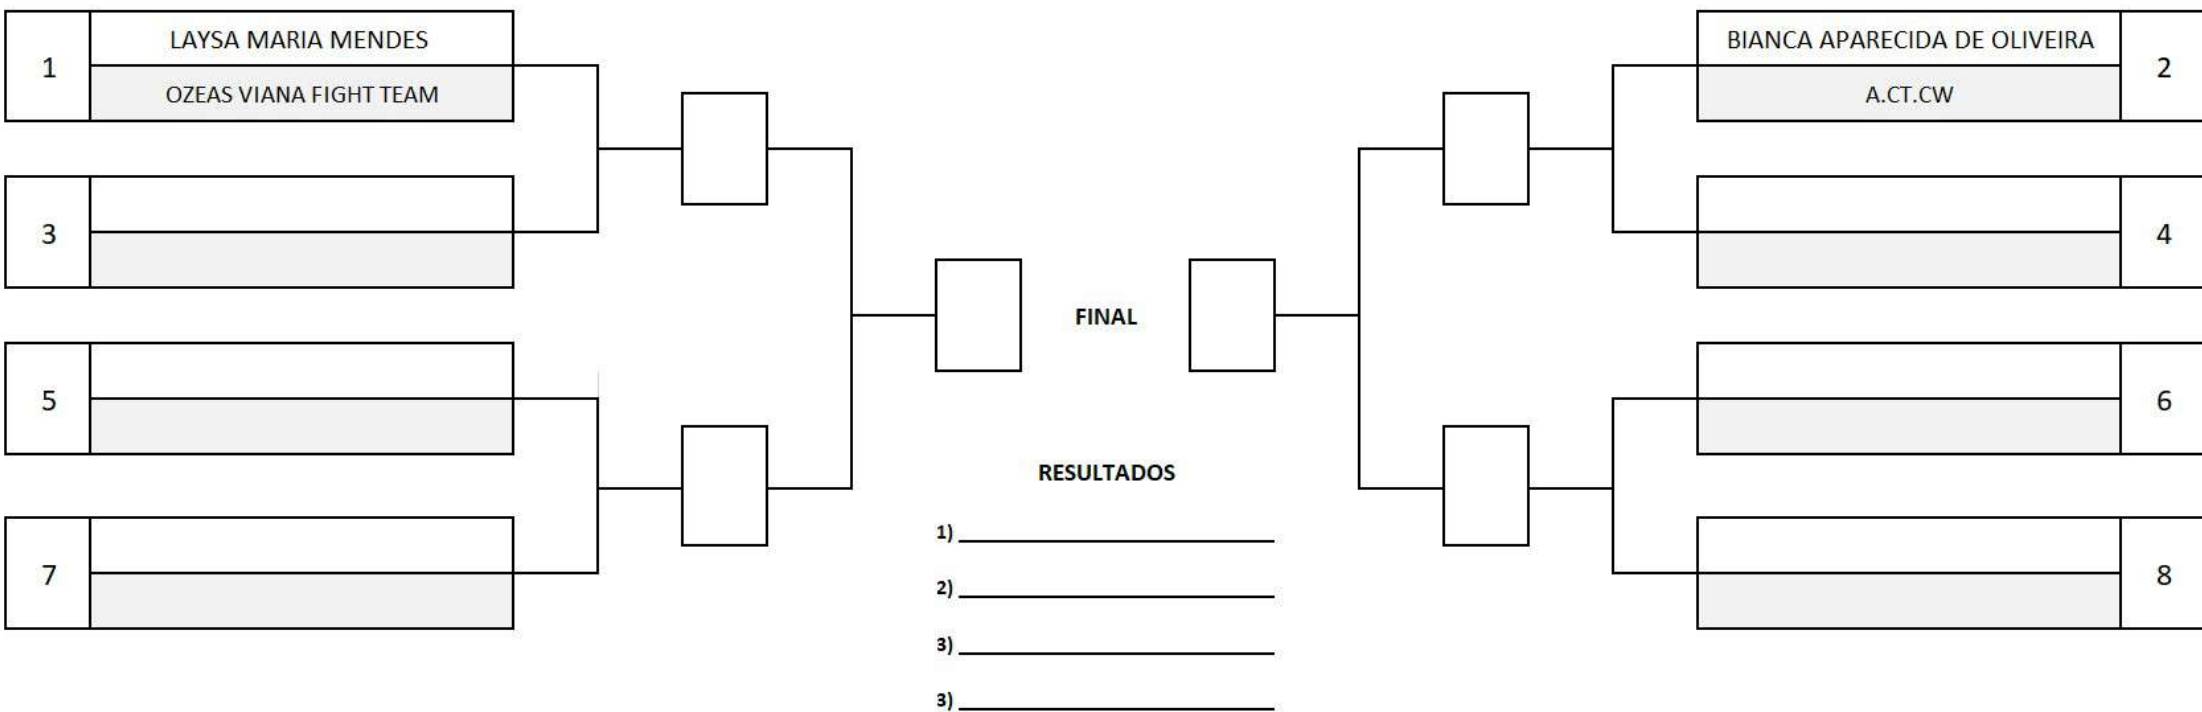 1
LAYSA MARIA MENDES
OZEAS VIANA FIGHT TEAM
BIANCA APARECIDA DE OLIVEIRA
A.CT.CW
2
3
4
FINAL
5
6
RESULTADOS
1)
7
8
2)
3)
3)